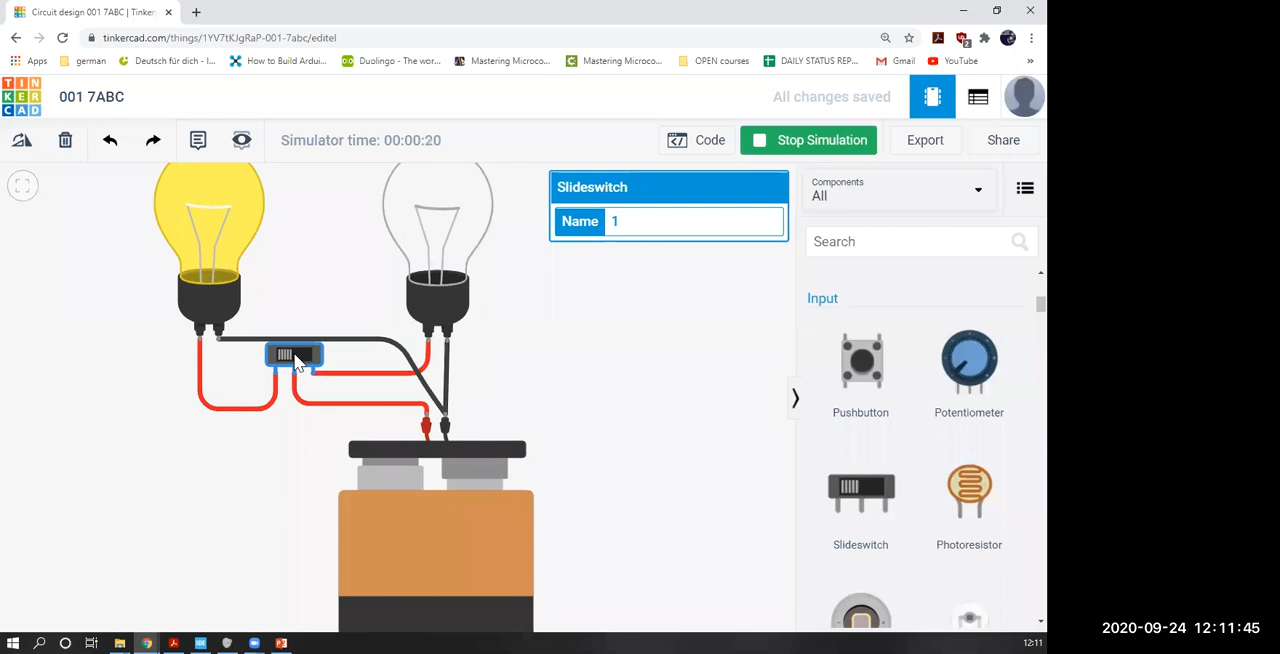 Circuit design 001 7ABC | Tinker
tinkercad.com/things/1YV7tKJgRaP-001-7abc/editel
2
Apps
german
Deutsch für dich - I...
How to Build Ardui...
Duolingo - The wor...
Mastering Microco...
Mastering Microco...
OPEN courses
DAILY STATUS REP...
Gmail
YouTube
»
TIN
KER
CAD
001 7ABC
All changes saved
Simulator time: 00:00:20
Code
Stop Simulation
Export
Share
Slideswitch
Name 1
Components
All
Search
Input
Pushbutton
Potentiometer
Slideswitch
Photoresistor
IDE
12:11
2020-09-24 12:11:45